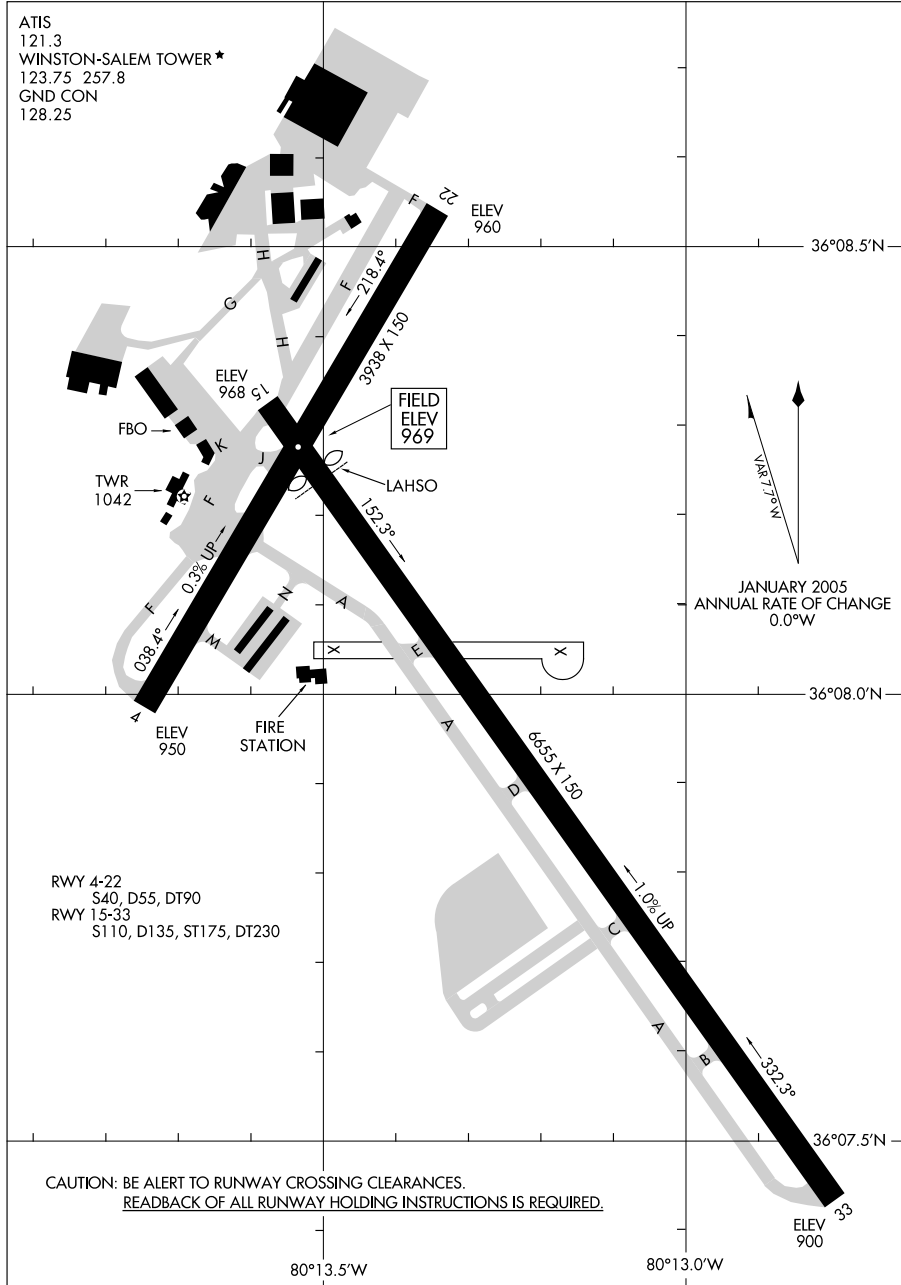 ATIS
121.3
WINSTON-SALEM TOWER ★
123.75 257.8
GND CON
128.25
F
22
ELEV
960
36°08.5'N
H
218.4°
F
G
H
3938 X 150
ELEV
968
15
FIELD
ELEV
969
FBO
K
J
LAHSO
TWR
1042
F
152.3°
VAR 7.7° W
0.3% UP
JANUARY 2005
ANNUAL RATE OF CHANGE
0.0°W
N
A
F
038.4°
M
X
E
X
36°08.0'N
4
ELEV
950
FIRE
STATION
A
6655 X 150
D
RWY 4-22
S40, D55, DT90
RWY 15-33
S110, D135, ST175, DT230
1.0% UP
C
A
B
332.3°
36°07.5'N
CAUTION: BE ALERT TO RUNWAY CROSSING CLEARANCES.
READBACK OF ALL RUNWAY HOLDING INSTRUCTIONS IS REQUIRED.
33
ELEV
900
80°13.5'W
80°13.0'W